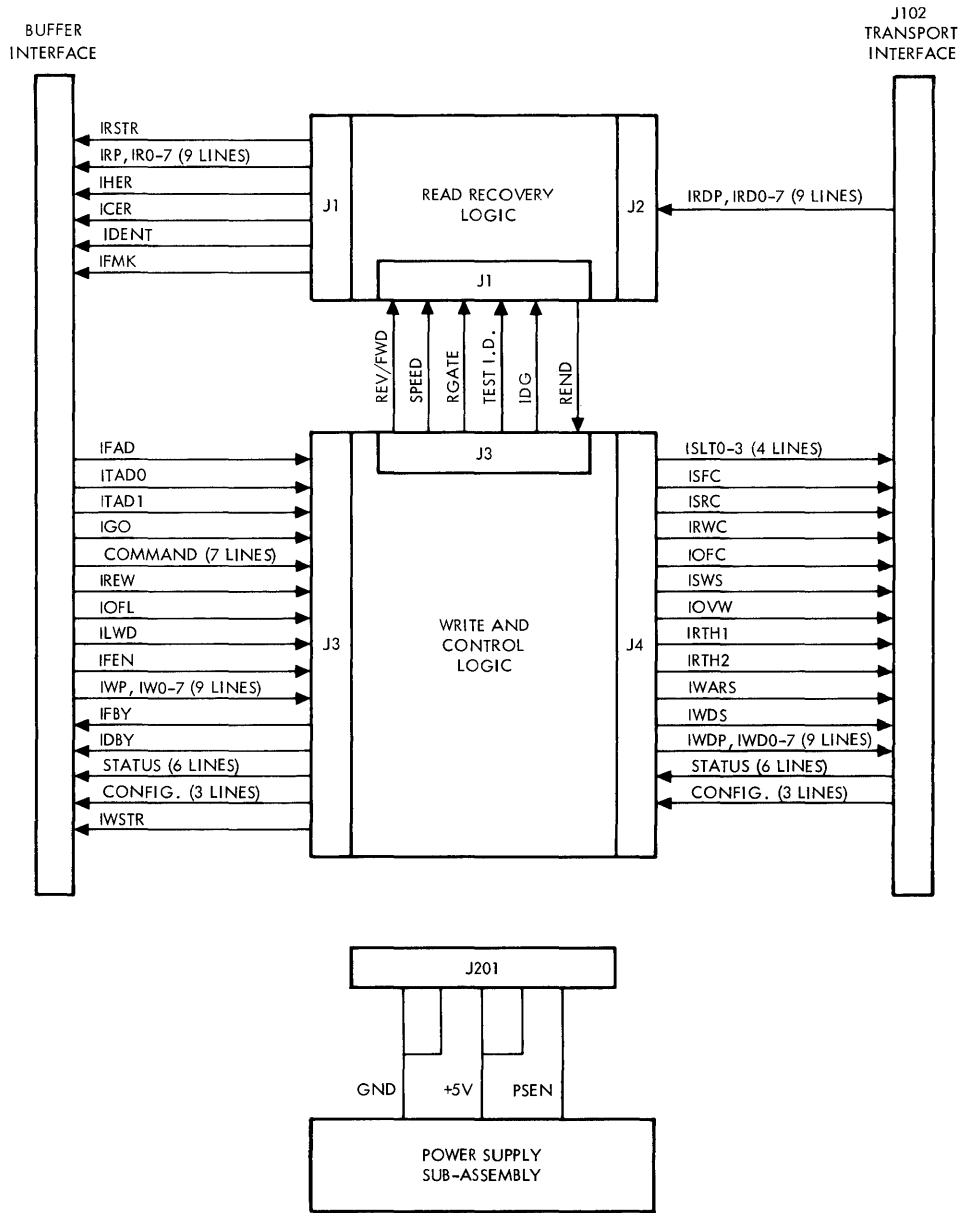 BUFFER
INTERFACE
J102
TRANSPORT
INTERFACE
IRSTR
IRP, IR0-7 (9 LINES)
IHER
ICER
IDENT
IFMK
J1
READ RECOVERY
LOGIC
J2
IRDP, IRD0-7 (9 LINES)
J1
REV/FWD
SPEED
RGATE
TEST I.D.
IDG
REND
J3
IFAD
ITAD0
ITAD1
IGO
COMMAND (7 LINES)
IREW
IOFL
ILWD
IFEN
IWP, IW0-7 (9 LINES)
IFBY
IDBY
STATUS (6 LINES)
CONFIG. (3 LINES)
IWSTR
J3
WRITE AND
CONTROL
LOGIC
J4
ISLT0-3 (4 LINES)
ISFC
ISRC
IRWC
IOFC
ISWS
IOVW
IRTH1
IRTH2
IWARS
IWDS
IWDP, IWD0-7 (9 LINES)
STATUS (6 LINES)
CONFIG. (3 LINES)
J201
GND
+5V
PSEN
POWER SUPPLY
SUB-ASSEMBLY